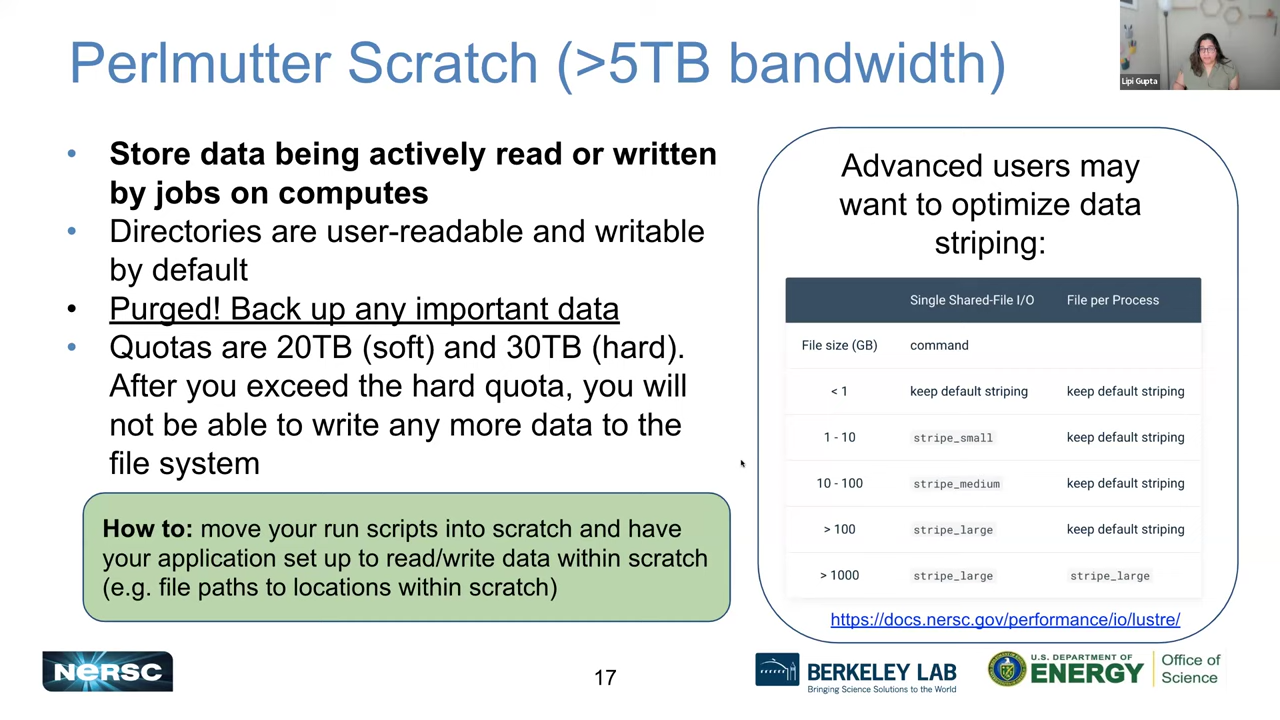 Perlmutter Scratch (>5TB bandwidth)
Lipi Gupta
• Store data being actively read or written
by jobs on computes
• Directories are user-readable and writable
by default
• Purged! Back up any important data
• Quotas are 20TB (soft) and 30TB (hard).
After you exceed the hard quota, you will
not be able to write any more data to the
file system
How to: move your run scripts into scratch and have
your application set up to read/write data within scratch
(e.g. file paths to locations within scratch)
Advanced users may
want to optimize data
striping:
Single Shared-File I/O File per Process
File size (GB) command
< 1 keep default striping keep default striping
1 - 10 stripe_small keep default striping
10 - 100 stripe_medium keep default striping
> 100 stripe_large keep default striping
> 1000 stripe_large stripe_large
https://docs.nersc.gov/performance/io/lustre/
NERSC
17
BERKELEY LAB
Bringing Science Solutions to the World
U.S. DEPARTMENT OF
ENERGY
Office of
Science